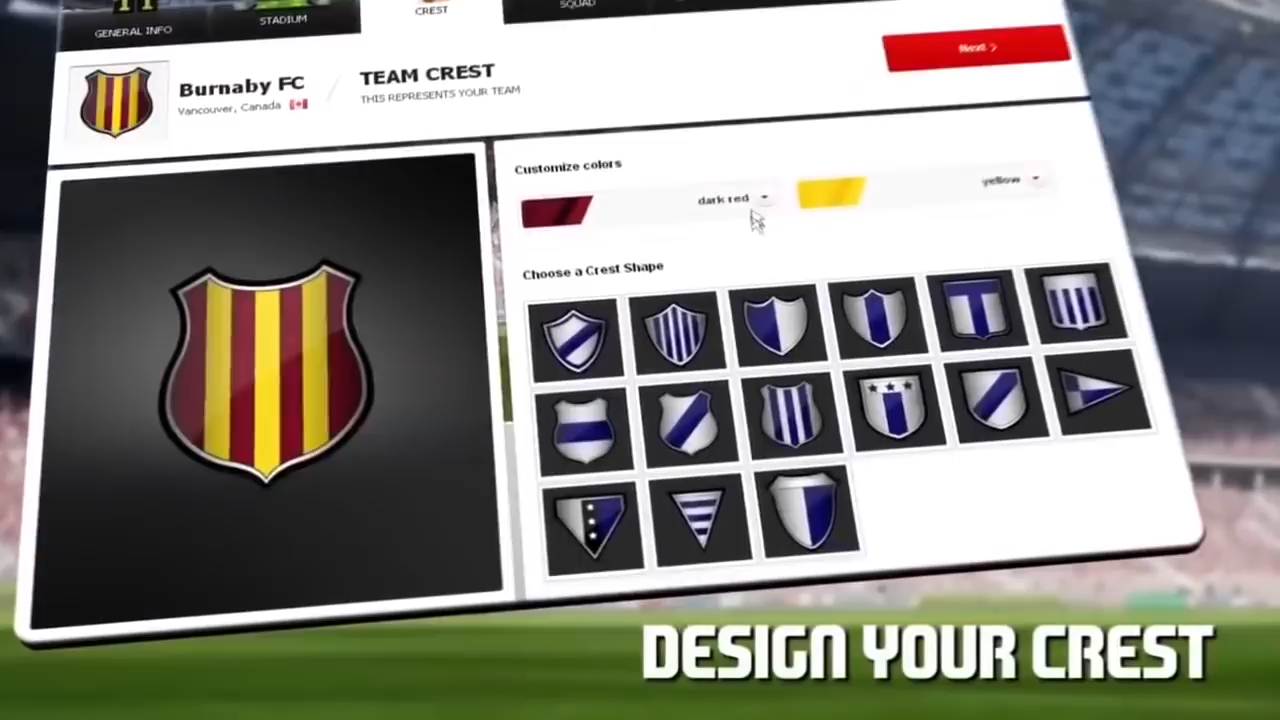 GENERAL INFO
STADIUM
CREST
SQUAD
Burnaby FC
Vancouver, Canada
TEAM CREST
THIS REPRESENTS YOUR TEAM
Next >
Customize colors
dark red
yellow
Choose a Crest Shape
DESIGN YOUR CREST